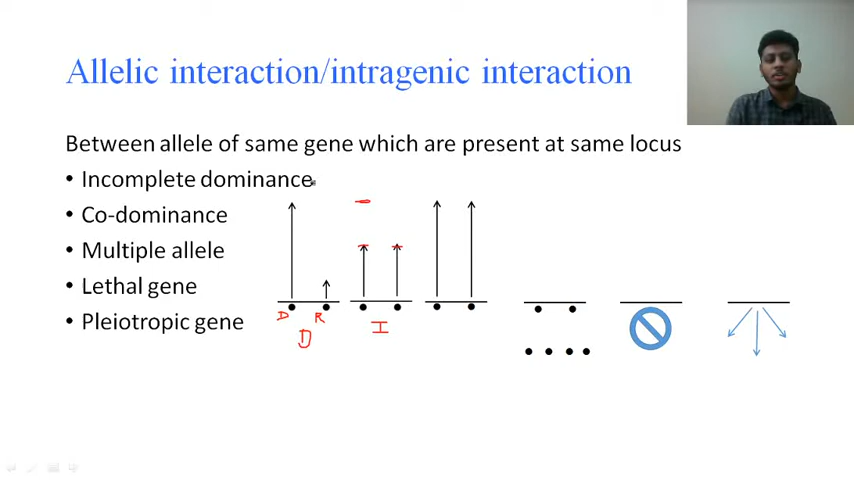 Allelic interaction/intragenic interaction
Between allele of same gene which are present at same locus
• Incomplete dominance
• Co-dominance
• Multiple allele
• Lethal gene
• Pleiotropic gene
D R
D I